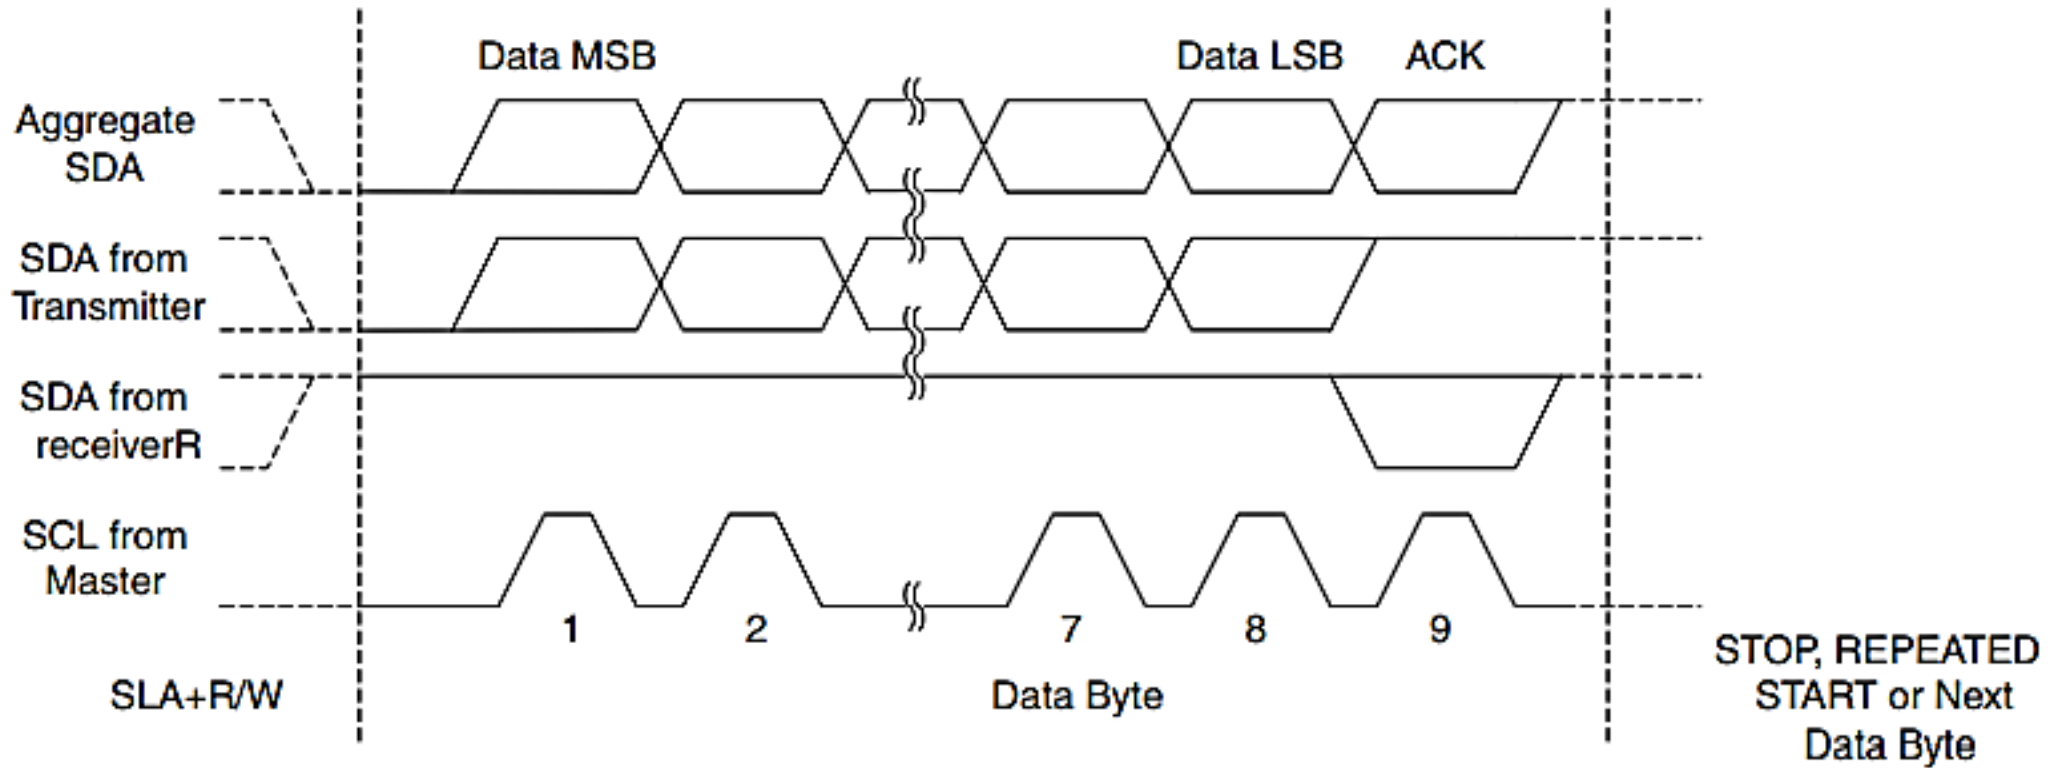 Data MSB
Data LSB
ACK
Aggregate
SDA
SDA from
Transmitter
SDA from
receiverR
SCL from
Master
1
2
7
8
9
SLA+R/W
Data Byte
STOP, REPEATED
START or Next
Data Byte